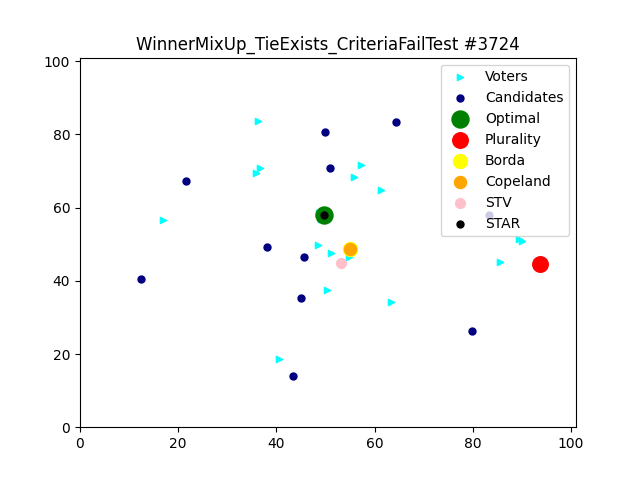 WinnerMixUp_TieExists_CriteriaFailTest #3724
100
80
60
40
20
0
0
20
40
60
80
100
Voters
Candidates
Optimal
Plurality
Borda
Copeland
STV
STAR